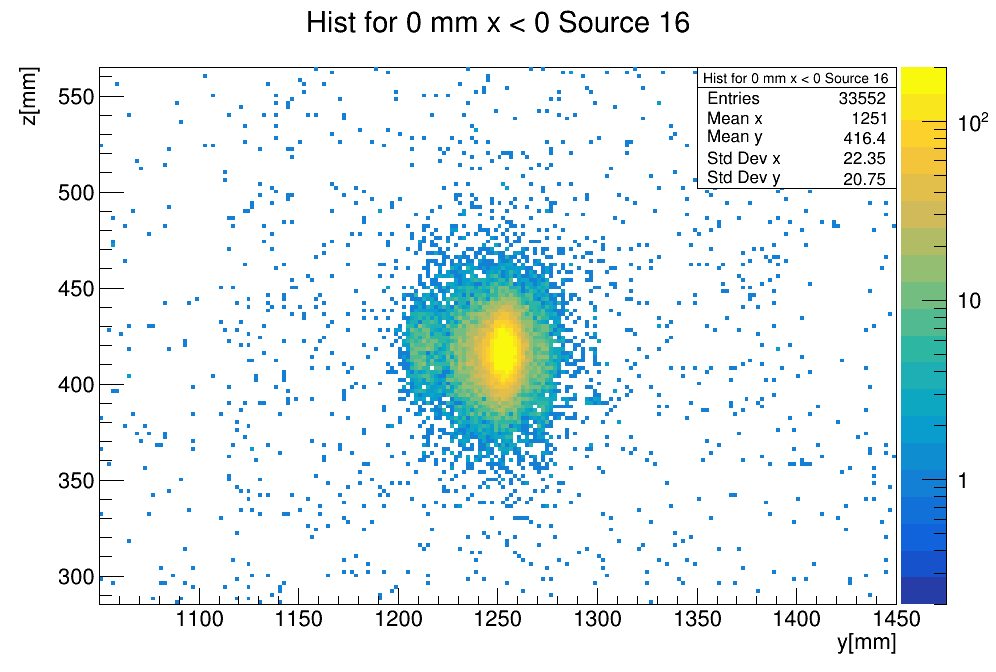 Hist for 0 mm x < 0 Source 16
z[mm]
Hist for 0 mm x < 0 Source 16
Entries 33552
Mean x 1251
Mean y 416.4
Std Dev x 22.35
Std Dev y 20.75
550
500
450
400
350
300
10²
10
1
1100 1150 1200 1250 1300 1350 1400 1450
y[mm]